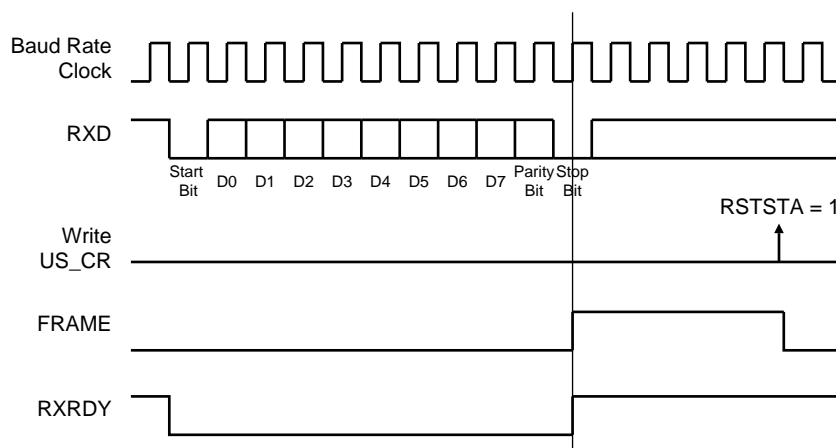 Baud Rate
Clock
RXD
Start
Bit
D0 D1 D2 D3 D4 D5 D6 D7
Parity
Bit
Stop
Bit
RSTSTA = 1
Write
US_CR
FRAME
RXRDY